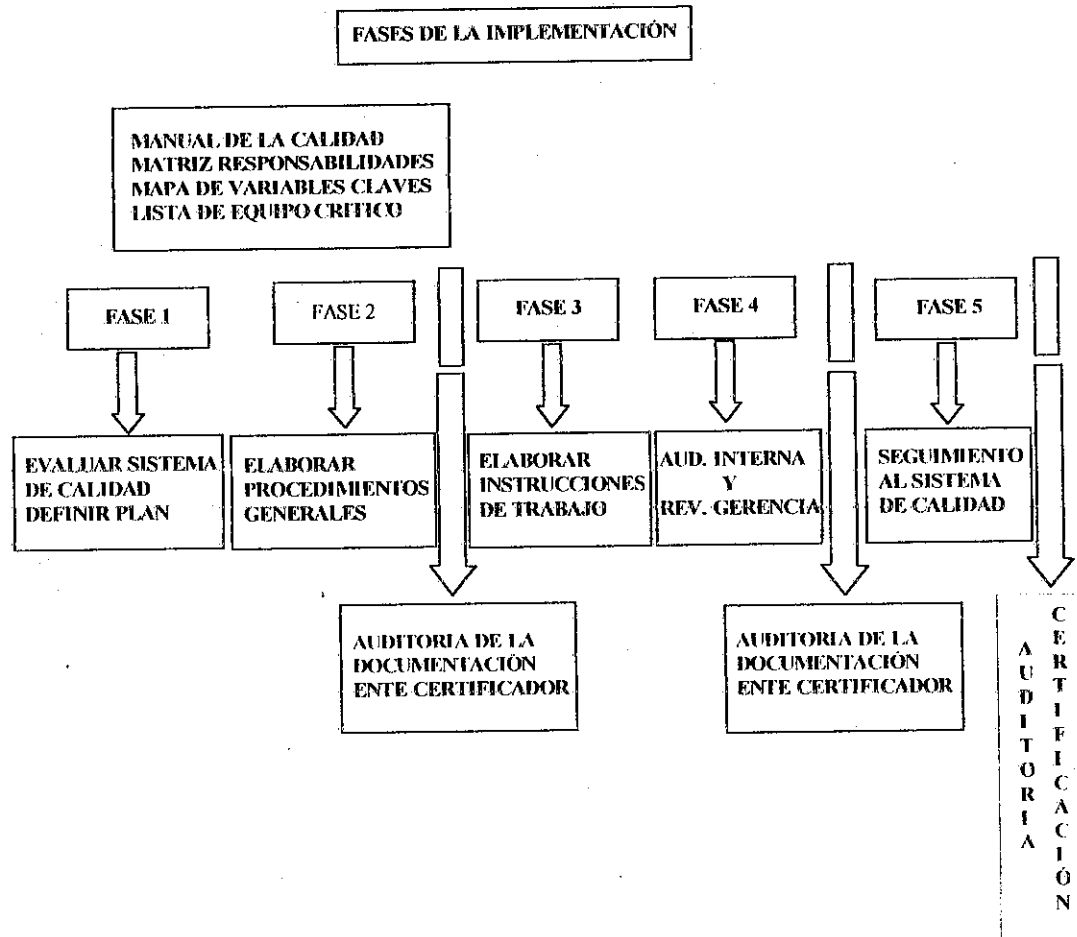 FASES DE LA IMPLEMENTACIÓN
MANUAL DE LA CALIDAD
MATRIZ RESPONSABILIDADES
MAPA DE VARIABLES CLAVES
LISTA DE EQUIPO CRITICO
FASE 1
FASE 2
FASE 3
FASE 4
FASE 5
EVALUAR SISTEMA
DE CALIDAD
DEFINIR PLAN
ELABORAR
PROCEDIMIENTOS
GENERALES
ELABORAR
INSTRUCCIONES
DE TRABAJO
AUD. INTERNA
Y
REV. GERENCIA
SEGUIMIENTO
AL SISTEMA
DE CALIDAD
AUDITORIA DE LA
DOCUMENTACIÓN
ENTE CERTIFICADOR
AUDITORIA DE LA
DOCUMENTACIÓN
ENTE CERTIFICADOR
AUDITORIA
CERTIFICACIÓN